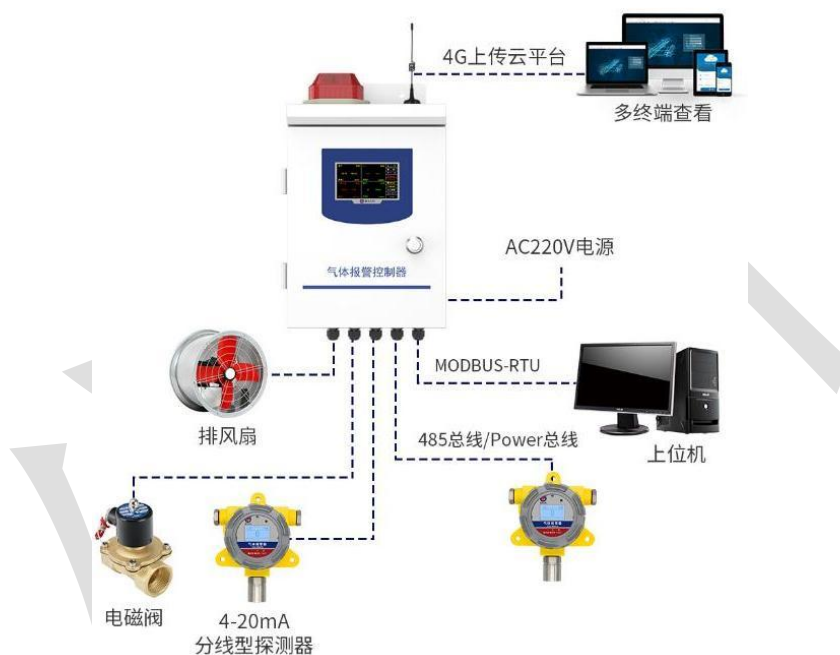 4G上传云平台
多终端查看
AC220V电源
气体报警控制器
MODBUS-RTU
排风扇
485总线/Power总线
上位机
电磁阀
4-20mA
分线型探测器